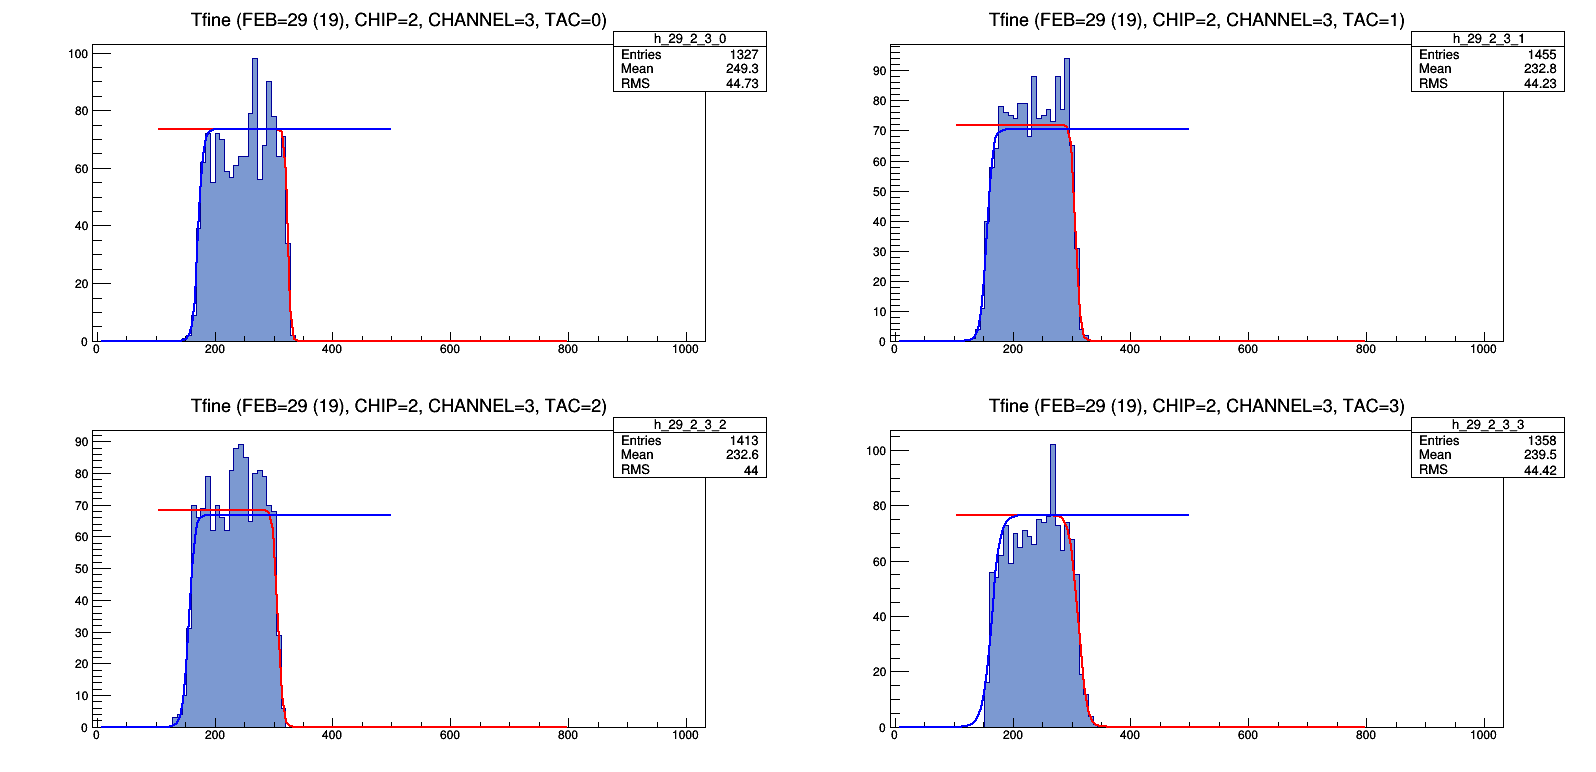 Tfine (FEB=29 (19), CHIP=2, CHANNEL=3, TAC=0)
h_29_2_3_0
Entries 1327
Mean 249.3
RMS 44.73
100
80
60
40
20
0
0 200 400 600 800 1000
Tfine (FEB=29 (19), CHIP=2, CHANNEL=3, TAC=1)
h_29_2_3_1
Entries 1455
Mean 232.8
RMS 44.23
90
80
70
60
50
40
30
20
10
0
0 200 400 600 800 1000
Tfine (FEB=29 (19), CHIP=2, CHANNEL=3, TAC=2)
h_29_2_3_2
Entries 1413
Mean 232.6
RMS 44
90
80
70
60
50
40
30
20
10
0
0 200 400 600 800 1000
Tfine (FEB=29 (19), CHIP=2, CHANNEL=3, TAC=3)
h_29_2_3_3
Entries 1358
Mean 239.5
RMS 44.42
100
80
60
40
20
0
0 200 400 600 800 1000